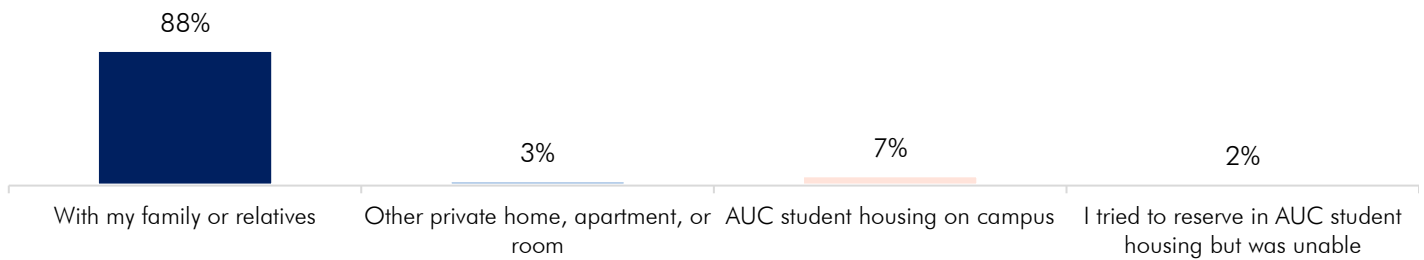 88%
3%
7%
2%
With my family or relatives
Other private home, apartment, or
room
AUC student housing on campus
I tried to reserve in AUC student
housing but was unable